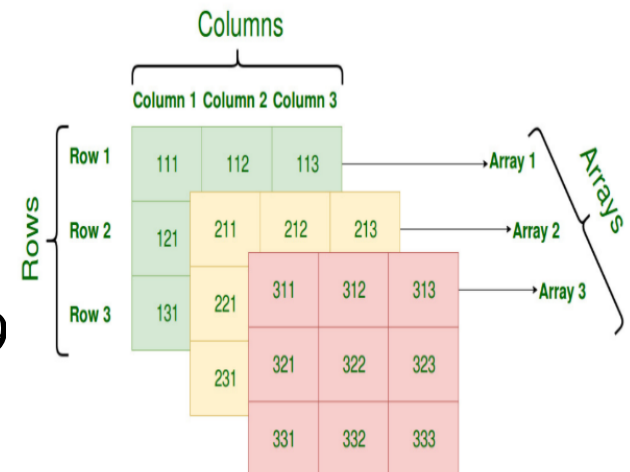 Columns
Column 1 Column 2 Column 3
Rows
Row 1
Row 2
Row 3
111 112 113
121
131
211 212 213
221
231
311 312 313
321 322 323
331 332 333
Array 1
Array 2
Array 3
Arrays